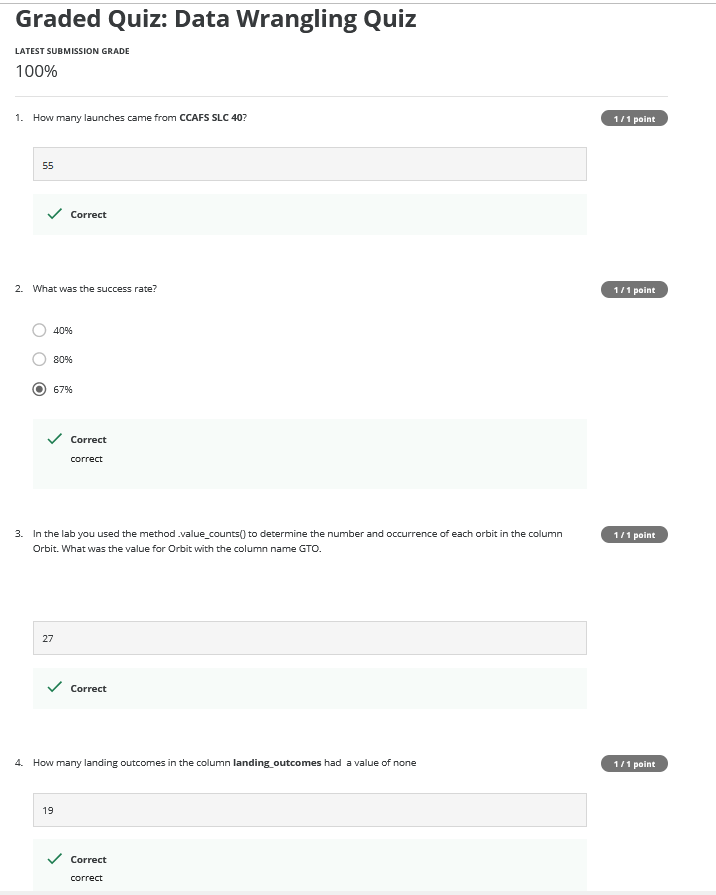 Graded Quiz: Data Wrangling Quiz
LATEST SUBMISSION GRADE
100%
1. How many launches came from CCAFS SLC 40?
1 / 1 point
55
Correct
2. What was the success rate?
1 / 1 point
40%
80%
67%
Correct
correct
3. In the lab you used the method .value_counts() to determine the number and occurrence of each orbit in the column
Orbit. What was the value for Orbit with the column name GTO.
1 / 1 point
27
Correct
4. How many landing outcomes in the column landing_outcomes had a value of none
1 / 1 point
19
Correct
correct